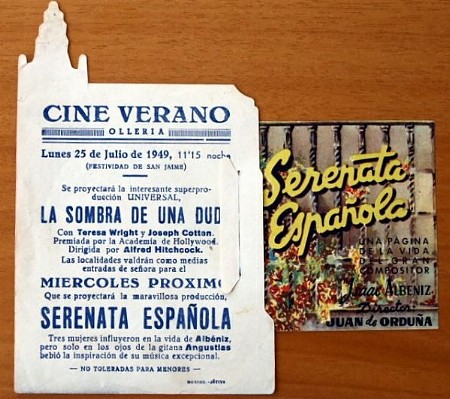 CINE VERANO
OLLERIA
Lunes 25 de Julio de 1949, 11'15 noche
(FESTIVIDAD DE SAN JAIME)
Se proyectará la interesante superpro-
ducción UNIVERSAL,
LA SOMBRA DE UNA DUD
Con Teresa Wright y Joseph Cotton.
Premiada por la Academia de Hollywood.
Dirigida por Alfred Hitchcock.
Las localidades valdrán como medias
entradas de señora para el
MIERCOLES PROXIMO
Que se proyectará la maravillosa producción,
SERENATA ESPAÑOLA
Tres mujeres influyeron en la vida de Albéniz,
pero solo en los ojos de la gitana Angustias
bebió la inspiración de su música excepcional.
— NO TOLERADAS PARA MENORES —
Serenata
Española
UNA PÁGINA
DE LA VIDA
DEL GRAN
COMPOSITOR
Isaac ALBENIZ
Director:
JUAN de ORDUÑA